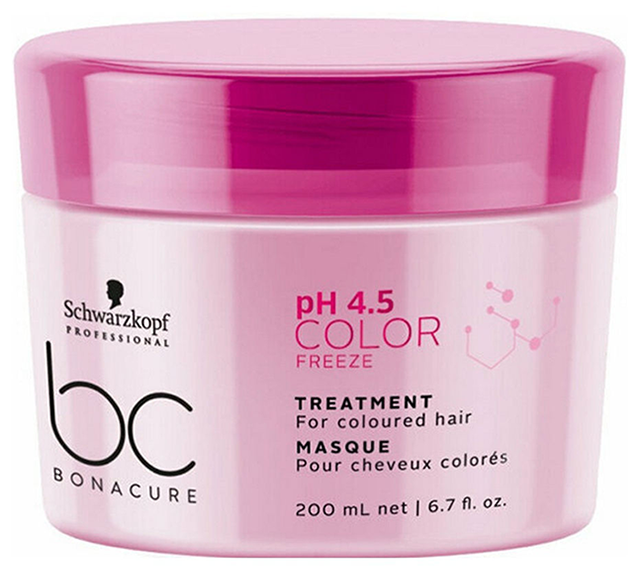 Schwarzkopf
PROFESSIONAL
bc
BONACURE
pH 4.5
COLOR
FREEZE
TREATMENT
For coloured hair
MASQUE
Pour cheveux colorés
200 mL net | 6.7 fl. oz.